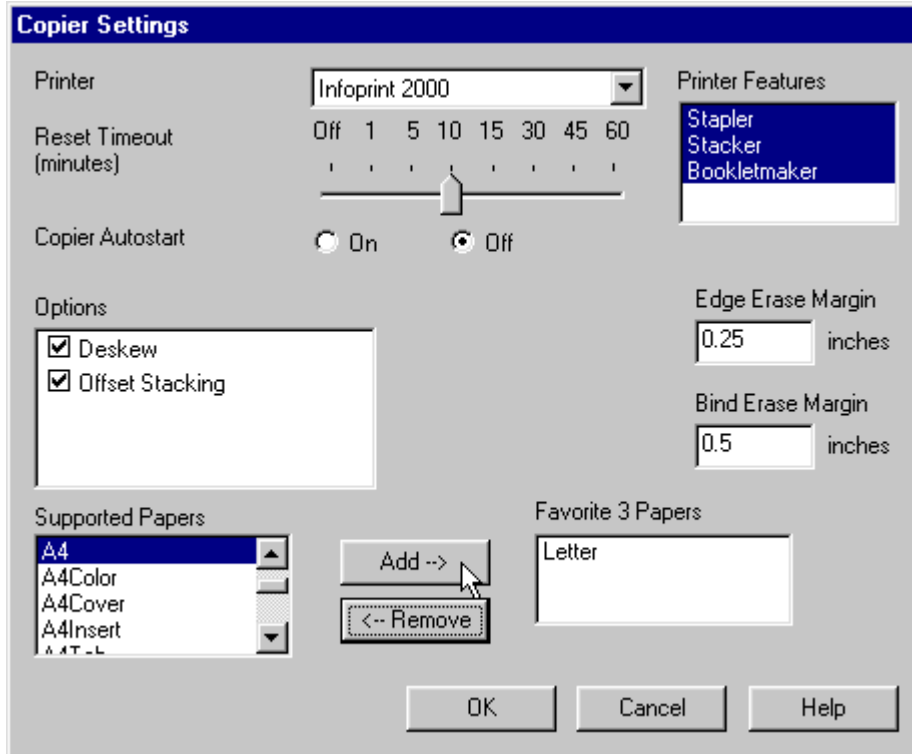 Copier Settings
Printer
Infoprint 2000
Printer Features
Stapler
Stacker
Bookletmaker
Reset Timeout
(minutes)
Off 1 5 10 15 30 45 60
Copier Autostart
On
Off
Options
Deskew
Offset Stacking
Edge Erase Margin
0.25 inches
Bind Erase Margin
0.5 inches
Supported Papers
A4
A4Color
A4Cover
A4Insert
Add -->
<-- Remove
Favorite 3 Papers
Letter
OK
Cancel
Help